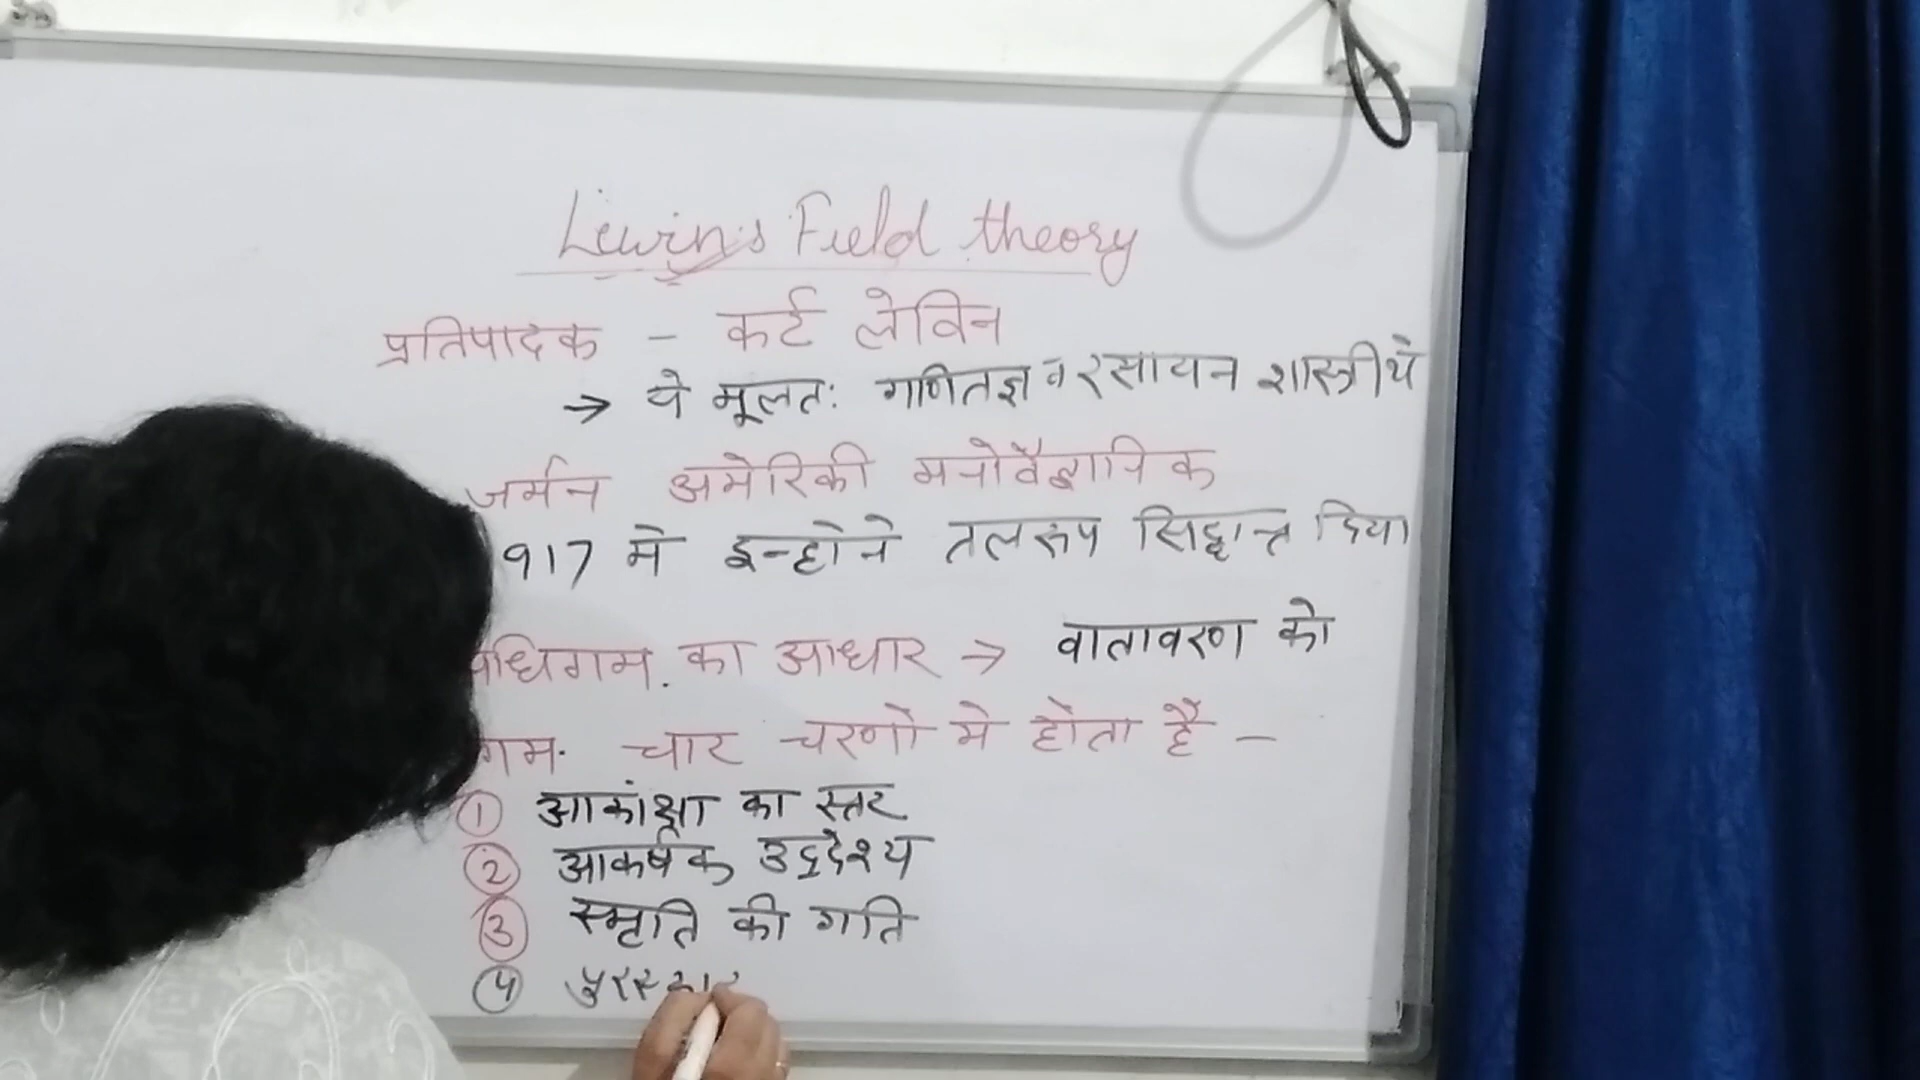 Lewin's Field theory
प्रतिपादक - कर्ट लेविन
→ ये मूलतः गणितज्ञ व रसायन शास्त्री थे
जर्मन अमेरिकी मनोवैज्ञानिक
917 मे इन्होने तलरूप सिद्धान्त दिया
धिगम का आधार → वातावरण को
गम चार चरणो मे होता है -
① आकांक्षा का स्तर
② आकर्षक उद्देश्य
③ स्मृति की गति
④ पुरस्कार